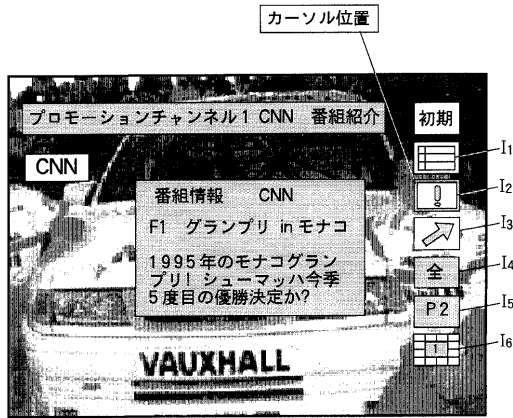 カーソル位置
プロモーションチャンネル1 CNN 番組紹介
初期
CNN
I1
I2
I3
I4
I5
I6
!
全
P2
1
番組情報 CNN
F1 グランプリ in モナコ
1995年のモナコグラン
プリ! シューマッハ今季
5度目の優勝決定か?
VAUXHALL